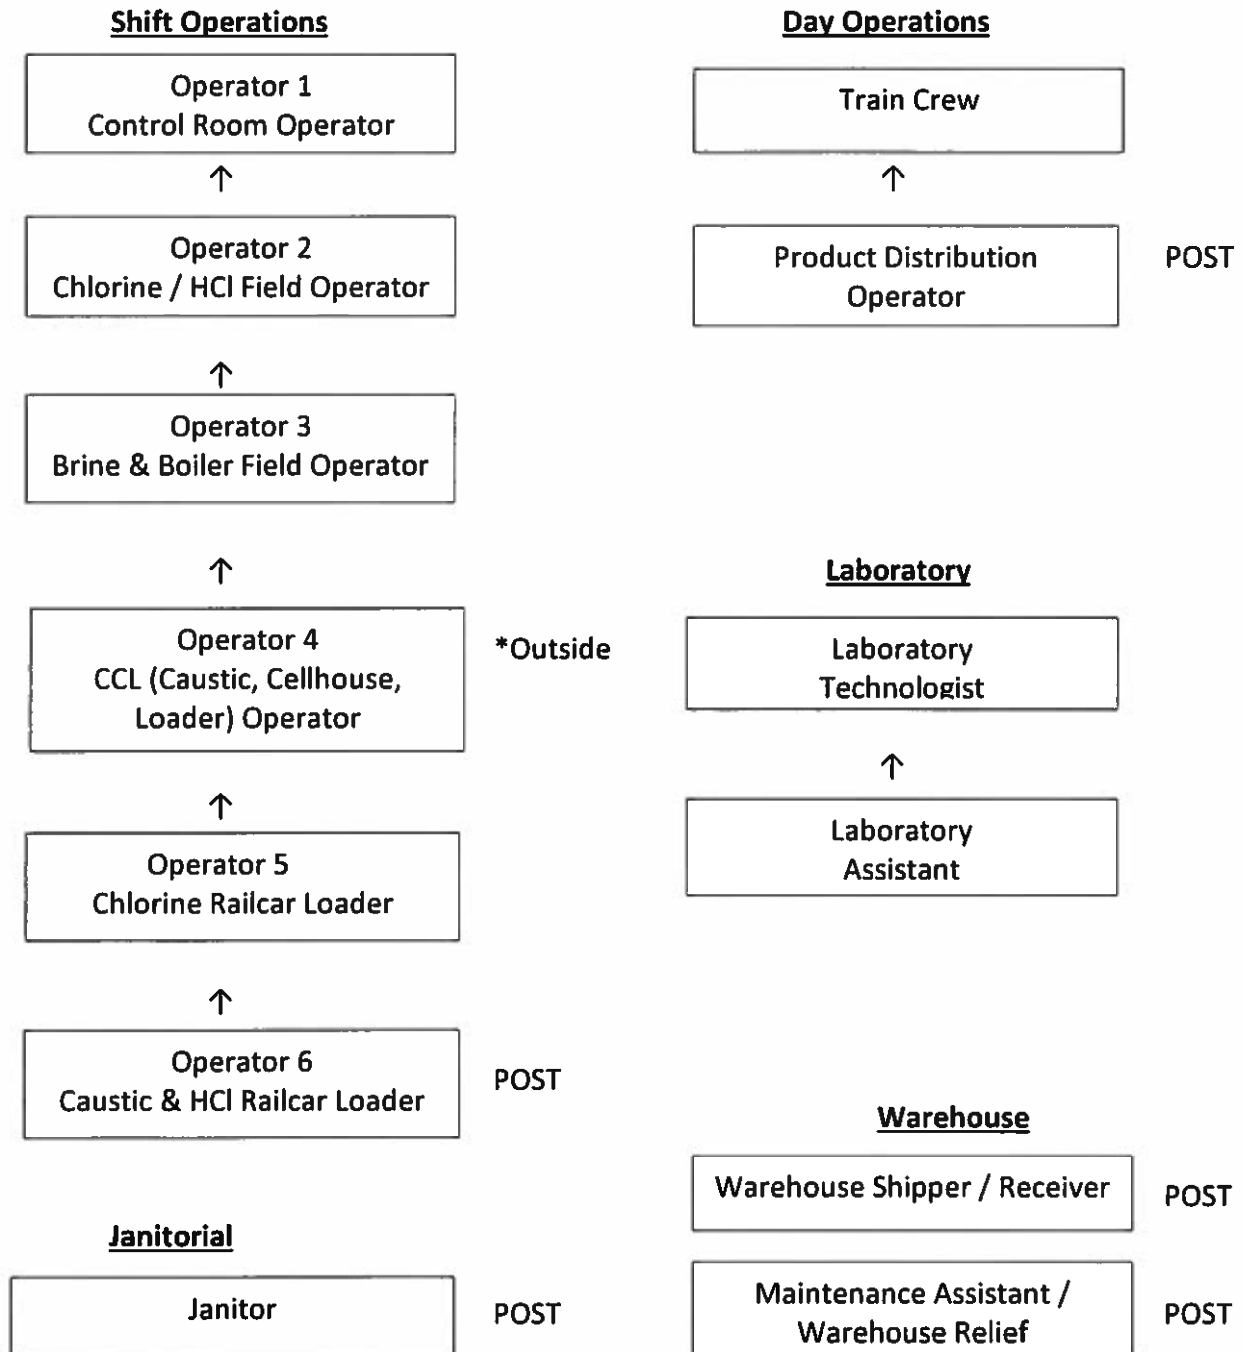 Shift Operations
Operator 1
Control Room Operator
↑
Operator 2
Chlorine / HCl Field Operator
↑
Operator 3
Brine & Boiler Field Operator
↑
Operator 4
CCL (Caustic, Cellhouse,
Loader) Operator
*Outside
↑
Operator 5
Chlorine Railcar Loader
↑
Operator 6
Caustic & HCl Railcar Loader
POST
Janitorial
Janitor
POST
Day Operations
Train Crew
↑
Product Distribution
Operator
POST
Laboratory
Laboratory
Technologist
↑
Laboratory
Assistant
Warehouse
Warehouse Shipper / Receiver
POST
Maintenance Assistant /
Warehouse Relief
POST